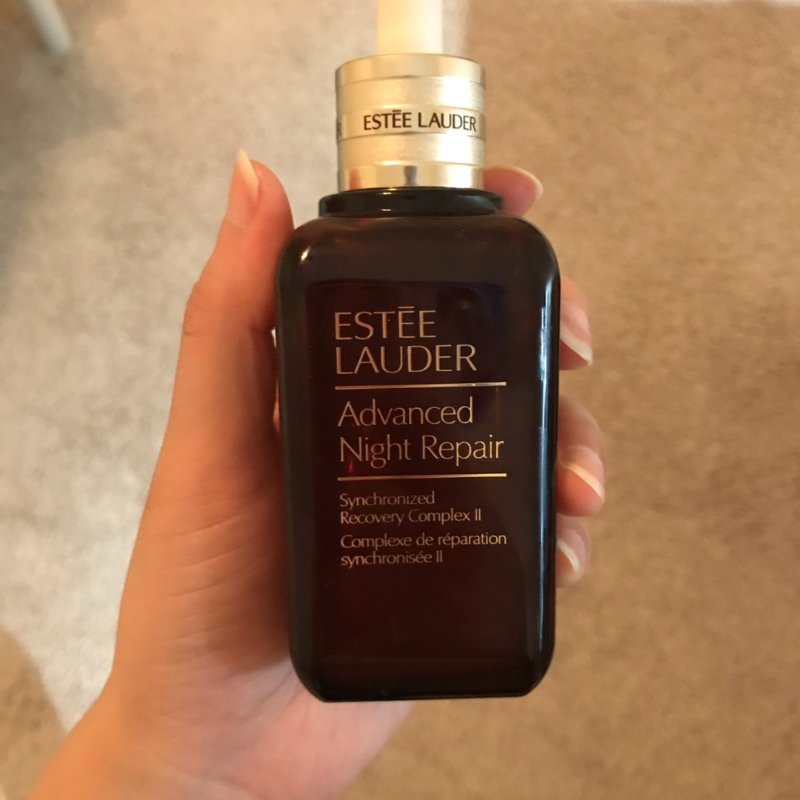 ESTĒE LAUDER
ESTĒE
LAUDER
Advanced
Night Repair
Synchronized
Recovery Complex II
Complexe de réparation
synchronisée II